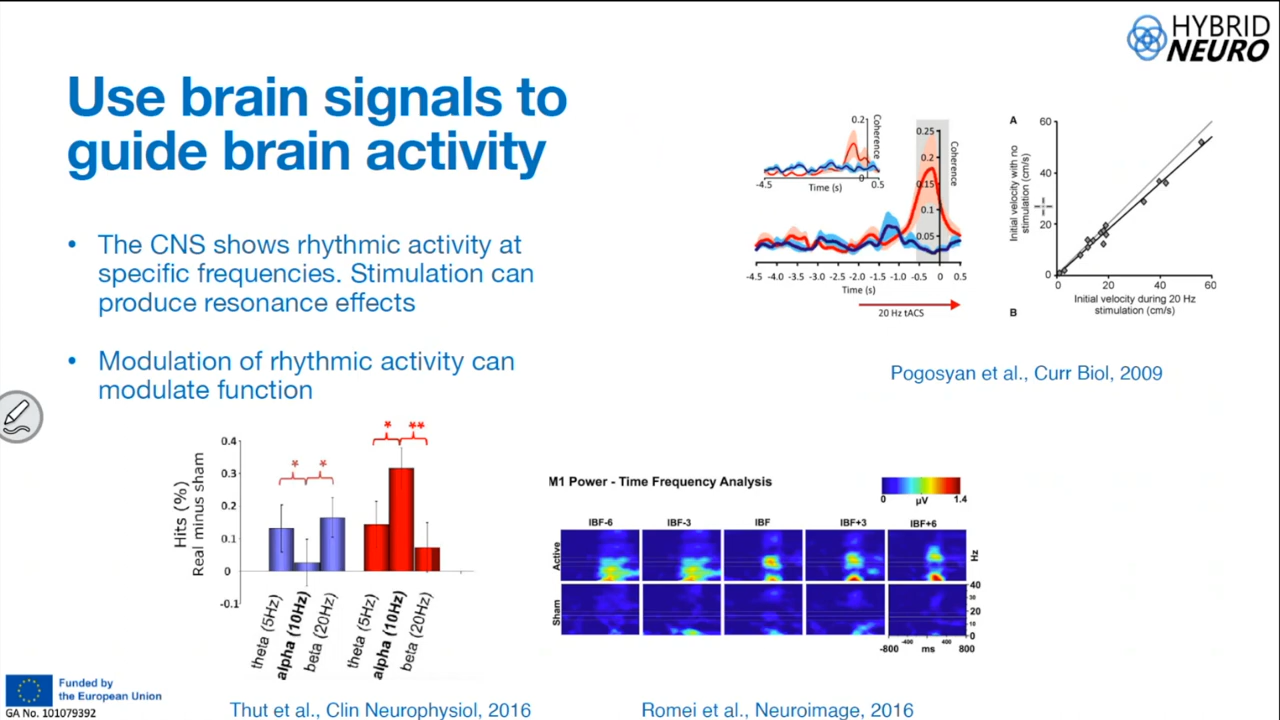 HYBRID
NEURO
Use brain signals to
guide brain activity
• The CNS shows rhythmic activity at
specific frequencies. Stimulation can
produce resonance effects
• Modulation of rhythmic activity can
modulate function
0.2
0
Coherence
-4.5
0.5
Time (s)
0.25
0.2
0.15
0.1
0.05
Coherence
-4.5 -4.0 -3.5 -3.0 -2.5 -2.0 -1.5 -1.0 -0.5 0 0.5
Time (s)
20 Hz tACS
A
B
60
40
20
0
Initial velocity with no
stimulation (cm/s)
0 20 40 60
Initial velocity during 20 Hz
stimulation (cm/s)
Pogosyan et al., Curr Biol, 2009
Hits (%)
Real minus sham
0.4
0.3
0.2
0.1
0
-0.1
* *
* **
theta (5Hz)
alpha (10Hz)
beta (20Hz)
theta (5Hz)
alpha (10Hz)
beta (20Hz)
Thut et al., Clin Neurophysiol, 2016
M1 Power - Time Frequency Analysis
0 µV 1.4
IBF-6 IBF-3 IBF IBF+3 IBF+6
Active
Sham
Hz
40
30
20
10
0
-800 -400 ms 400 800
Romei et al., Neuroimage, 2016
Funded by
the European Union
GA No. 101079392